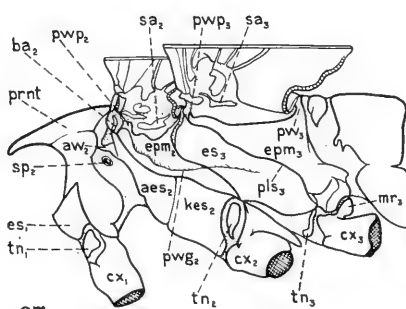 pwp₂ sa₂ pwp₃ sa₃
ba₂
prnt
aw₂ epm₂ es₃ epm₃ pw₃
sp₂
aes₂ kes₂ pls₃ mr₃
es₁
tn₁
cx₁ pwg₂ tn₂ cx₂ tn₃ cx₃